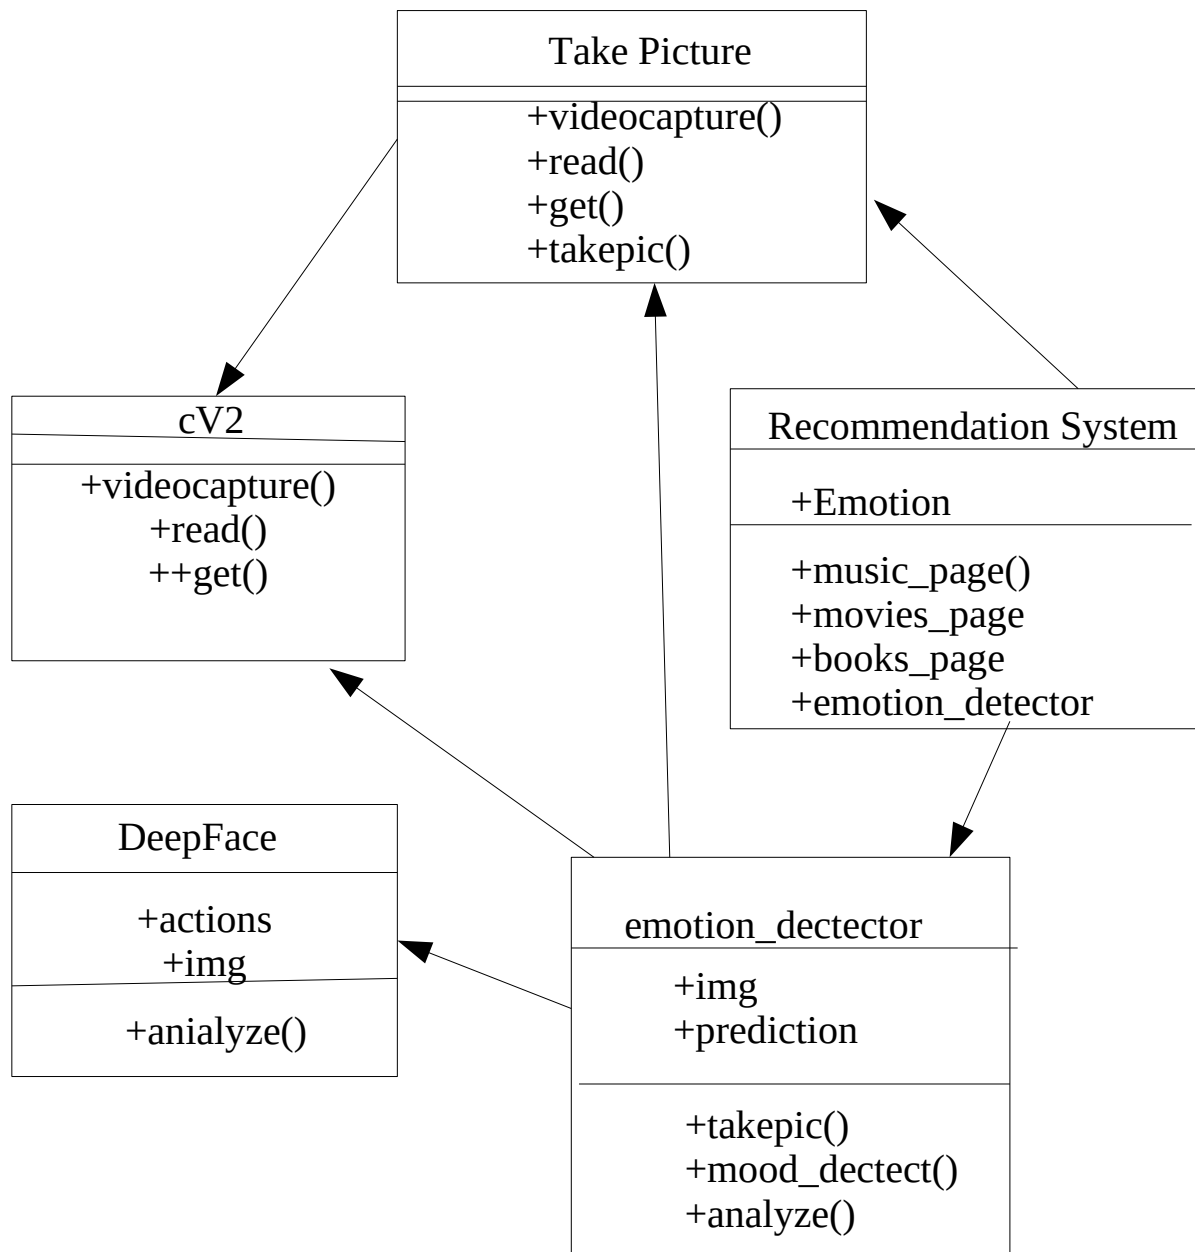 Take Picture
+videocapture()
+read()
+get()
+takepic()
cV2
+videocapture()
+read()
++get()
Recommendation System
+Emotion
+music_page()
+movies_page
+books_page
+emotion_detector
DeepFace
+actions
+img
+anialyze()
emotion_dectector
+img
+prediction
+takepic()
+mood_dectect()
+analyze()